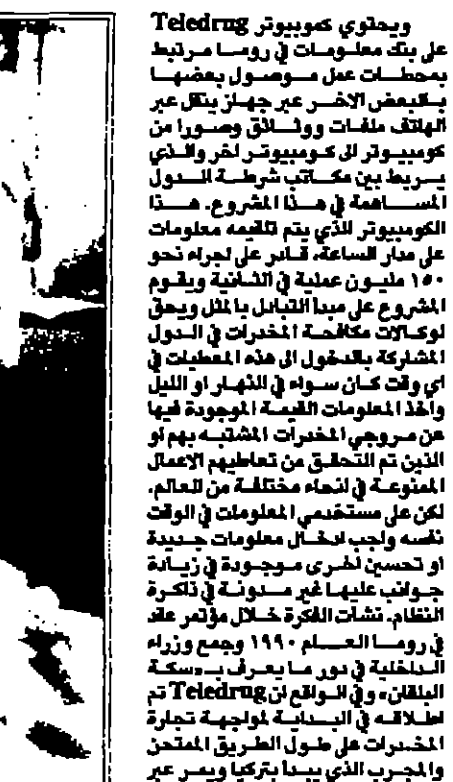 ويحتوي كمبيوتر Teledrug
على بنك معلومات في روما مرتبط
بمحطات عمل موصول بعضها
بالبعض الاخر عبر جهاز ينقل عبر
الهاتف ملفات ووثائق وصورا من
كومبيوتر الى كومبيوتر اخر والذي
يربط بين مكاتب شرطة الدول
المساهمة في هذا المشروع. هذا
الكومبيوتر الذي يتم تلقيمه معلومات
على مدار الساعة، قادر على اجراء نحو
١٥٠ مليون عملية في الثانية ويقوم
المشروع على مبدأ التبادل بالمثل ويحق
لوكالات مكافحة المخدرات في الدول
المشاركة بالدخول الى هذه المعطيات في
اي وقت كان سواء في النهار او الليل
واخذ المعلومات القيمة الموجودة فيها
عن مروجي المخدرات المشتبه بهم او
الذين تم التحقق من تعاطيهم الاعمال
الممنوعة في انحاء مختلفة من العالم.
لكن على مستخدمي المعلومات في الوقت
نفسه واجب ادخال معلومات جديدة
او تحسين اخرى موجودة في زيادة
جوانب عليها غير مدونة في ذاكرة
النظام. نشأت الفكرة خلال مؤتمر عقد
في روما العام ١٩٩٠ وجمع وزراء
الداخلية في دور ما يعرف بـ«سكة
البلقان» وفي الواقع ان Teledrug تم
اطلاقه في البداية لمواجهة تجارة
المخدرات على طول الطريق الممتحن
والمجرب الذي يبدأ بتركيا ويمر عبر